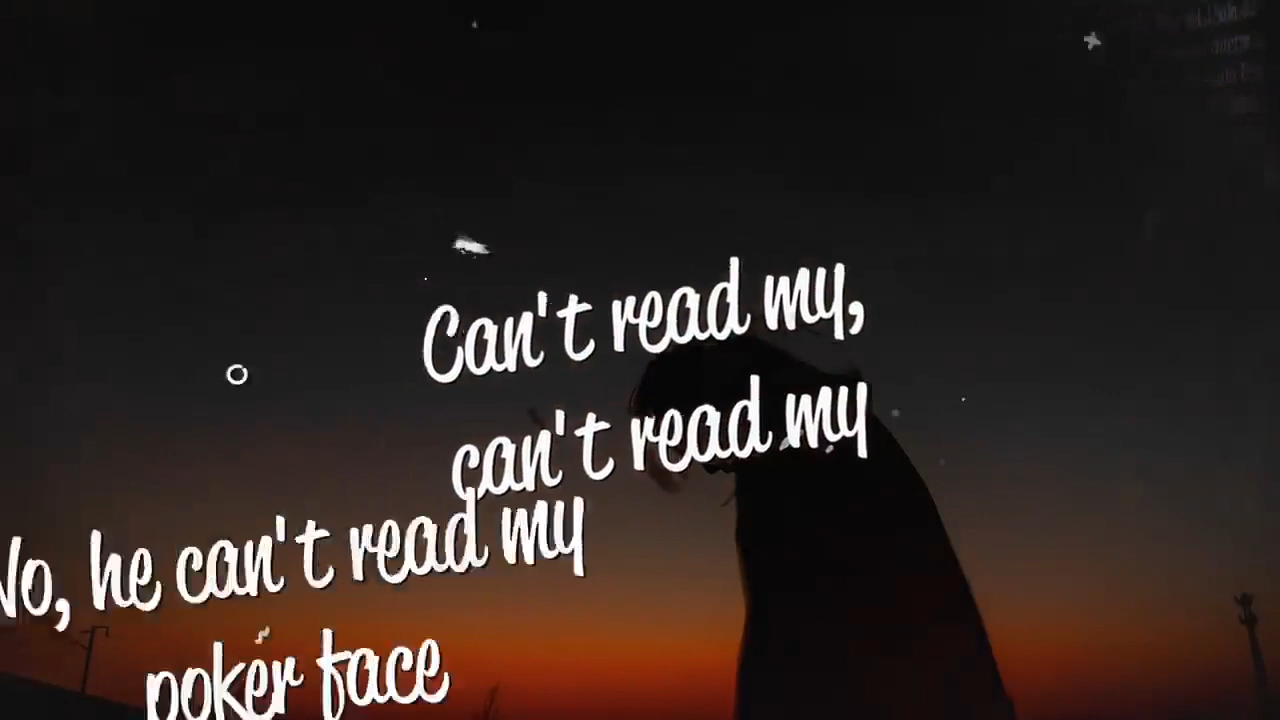 Can't read my,
can't read my
No, he can't read my
poker face